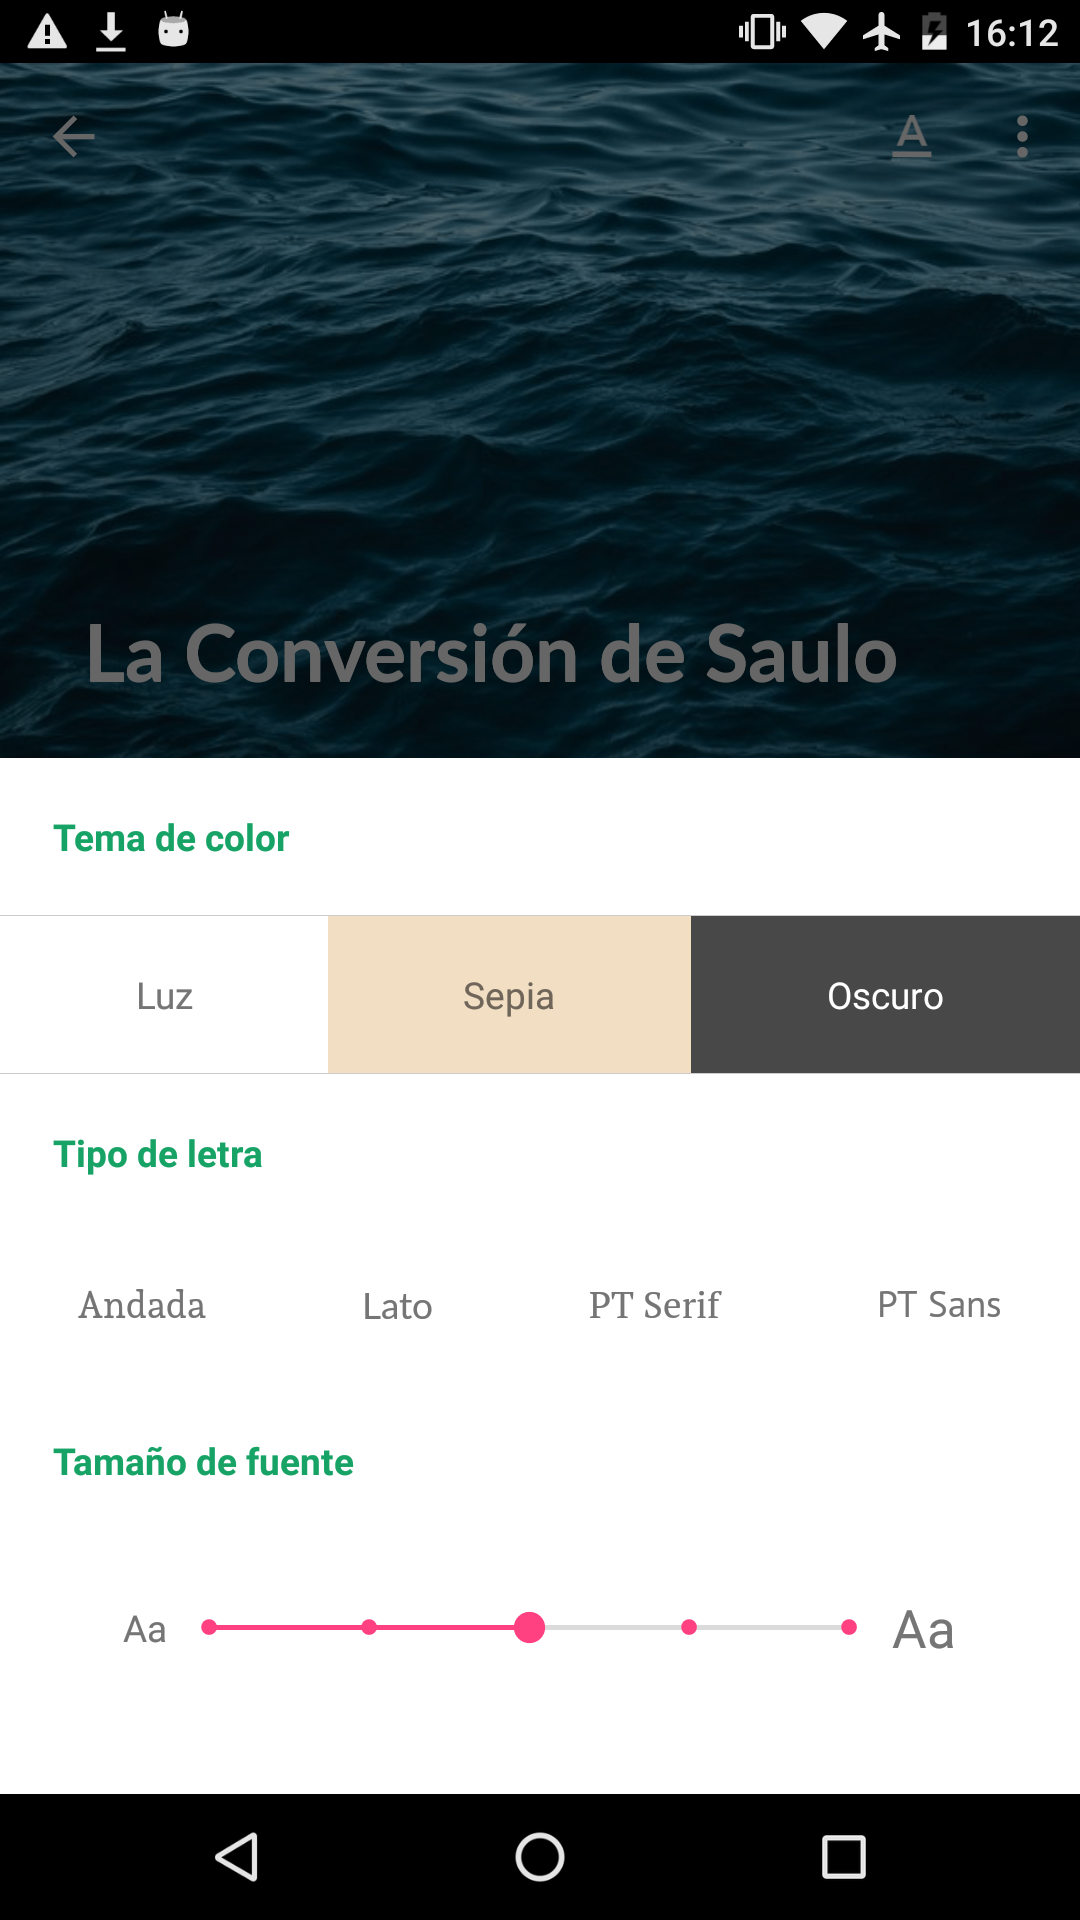 16:12
A
La Conversión de Saulo
Tema de color
Luz Sepia Oscuro
Tipo de letra
Andada Lato PT Serif PT Sans
Tamaño de fuente
Aa Aa